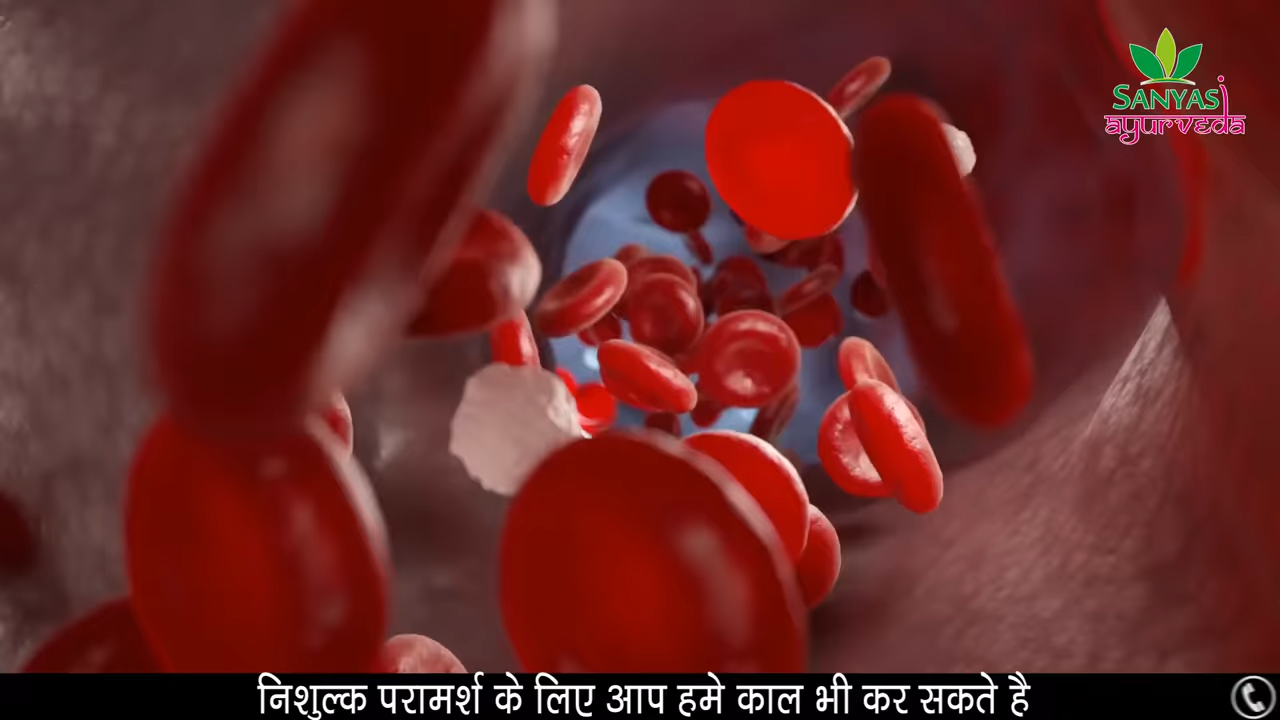 SANYASI
ayurveda
निशुल्क परामर्श के लिए आप हमे काल भी कर सकते है